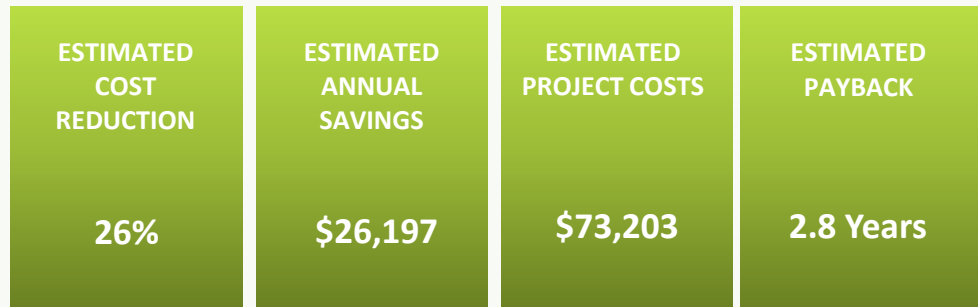 ESTIMATED
COST
REDUCTION
26%
ESTIMATED
ANNUAL
SAVINGS
$26,197
ESTIMATED
PROJECT COSTS
$73,203
ESTIMATED
PAYBACK
2.8 Years